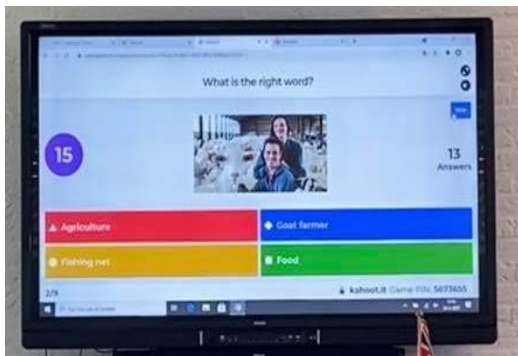 What is the right word?
15
13
Answers
Agriculture
Goat farmer
Fishing net
Food
2/9
kahoot.it Game PIN: 5073655